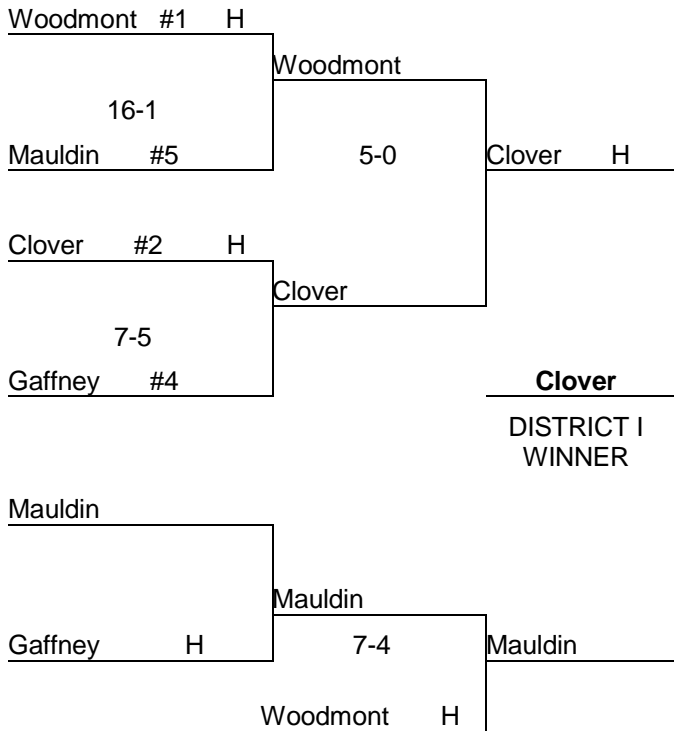 Woodmont #1 H
Woodmont
16-1
Mauldin #5
5-0
Clover H
Clover #2 H
Clover
7-5
Gaffney #4
Clover
DISTRICT I
WINNER
Mauldin
Mauldin
Gaffney H
7-4
Mauldin
Woodmont H